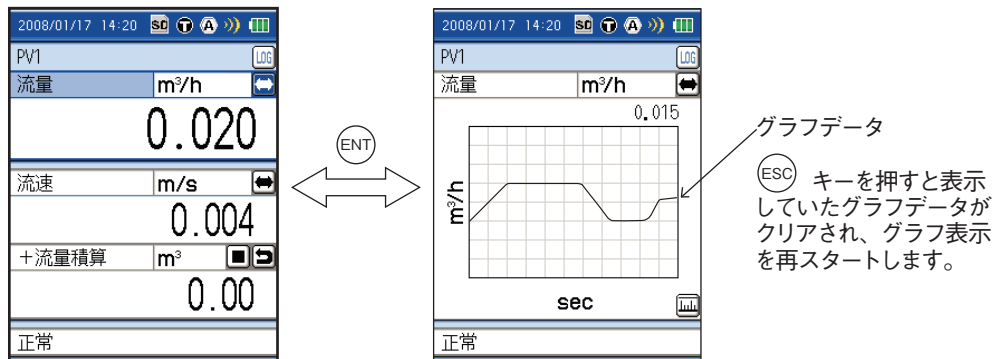 2008/01/17 14:20 SD T A
PV1 LOG
流量 m³/h
0.020
流速 m/s
0.004
+流量積算 m³
0.00
正常
ENT
2008/01/17 14:20 SD T A
PV1 LOG
流量 m³/h
0.015
m³/h
sec
正常
グラフデータ
ESC キーを押すと表示
していたグラフデータが
クリアされ、グラフ表示
を再スタートします。